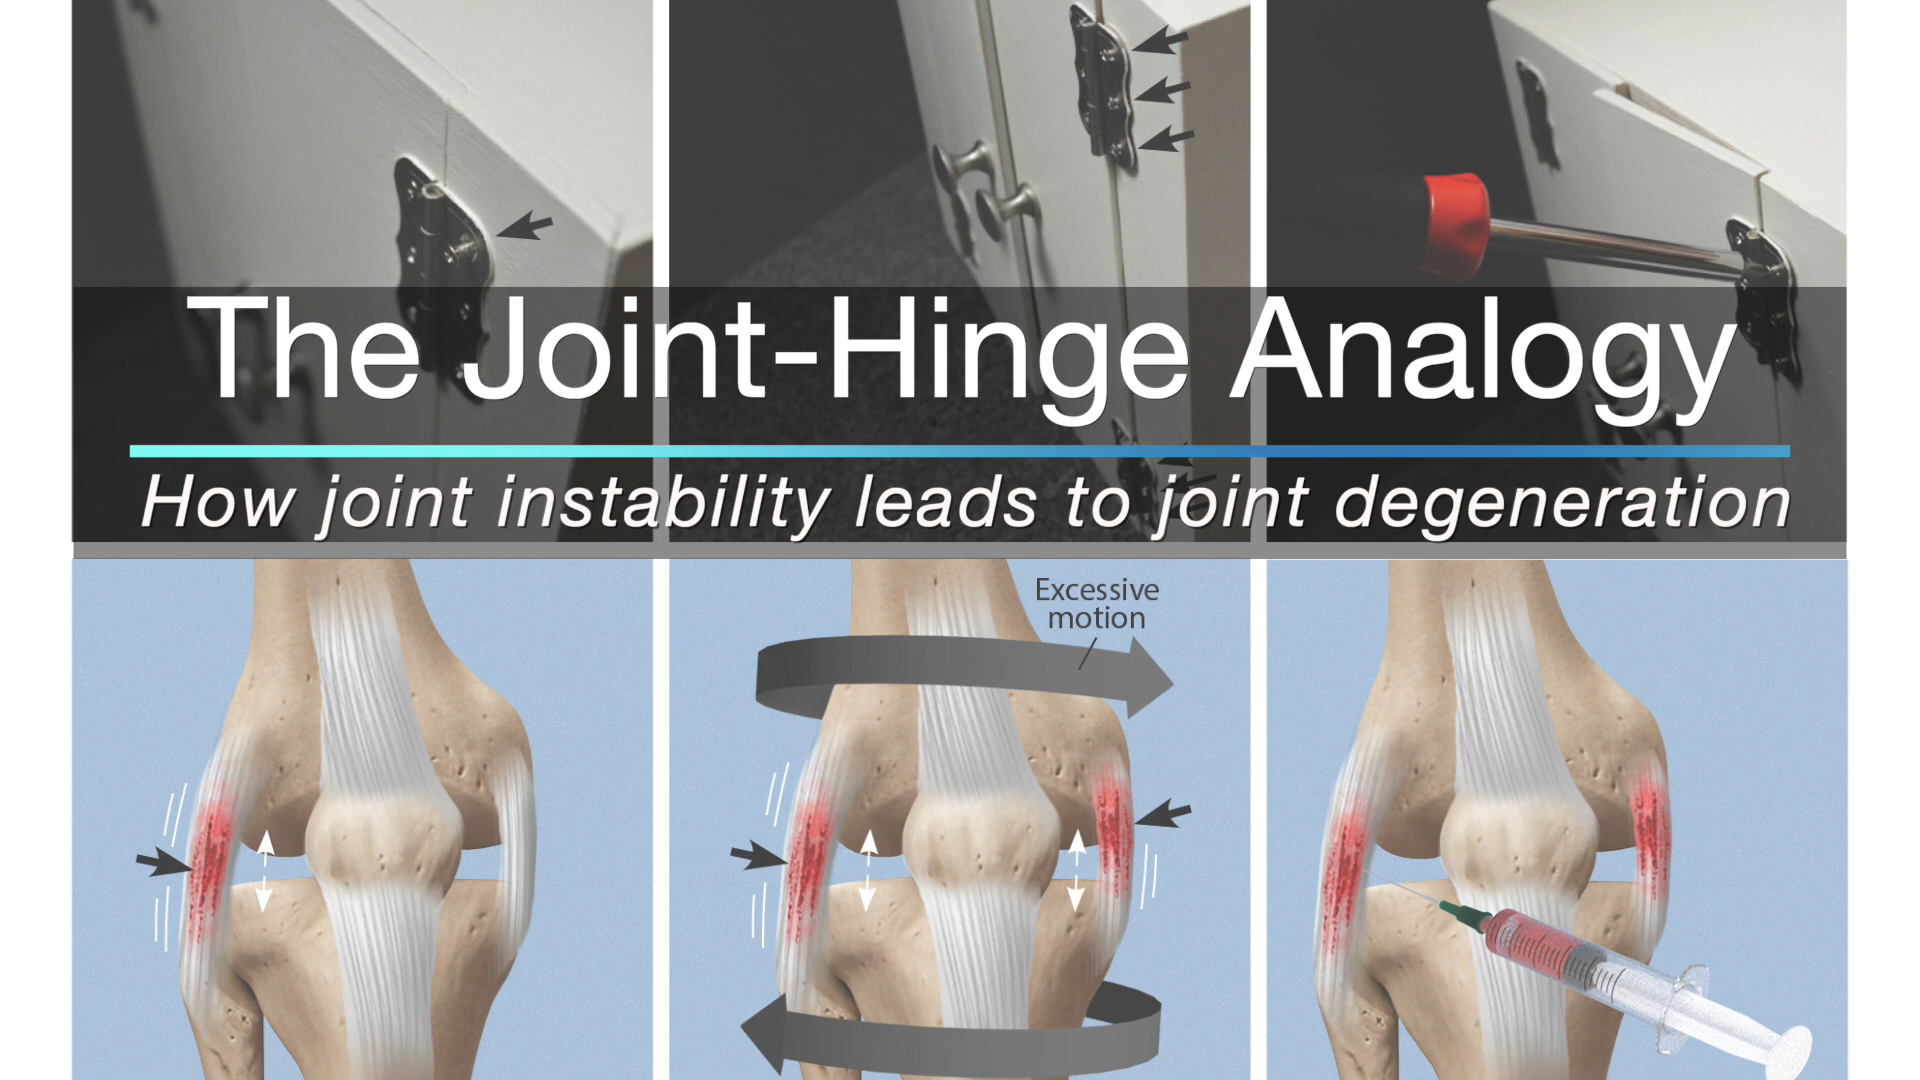 The Joint-Hinge Analogy
How joint instability leads to joint degeneration
Excessive
motion